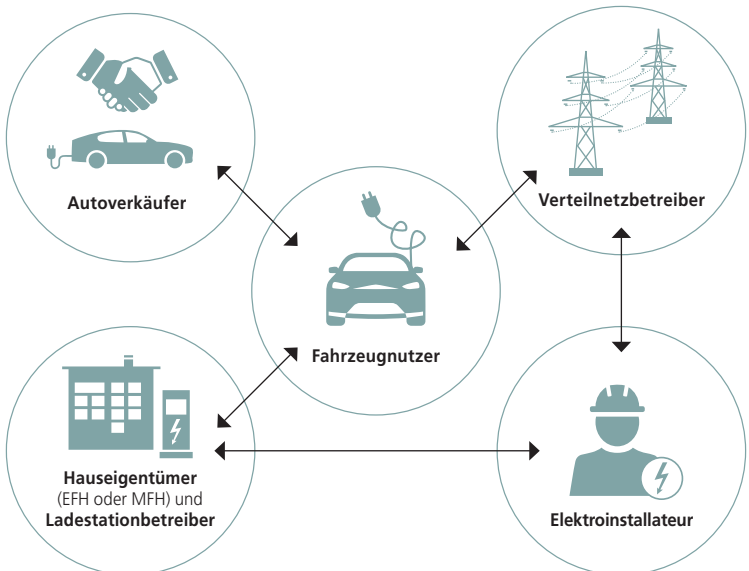 Autoverkäufer
Verteilnetzbetreiber
Fahrzeugnutzer
Hauseigentümer
(EFH oder MFH) und
Ladestationbetreiber
Elektroinstallateur